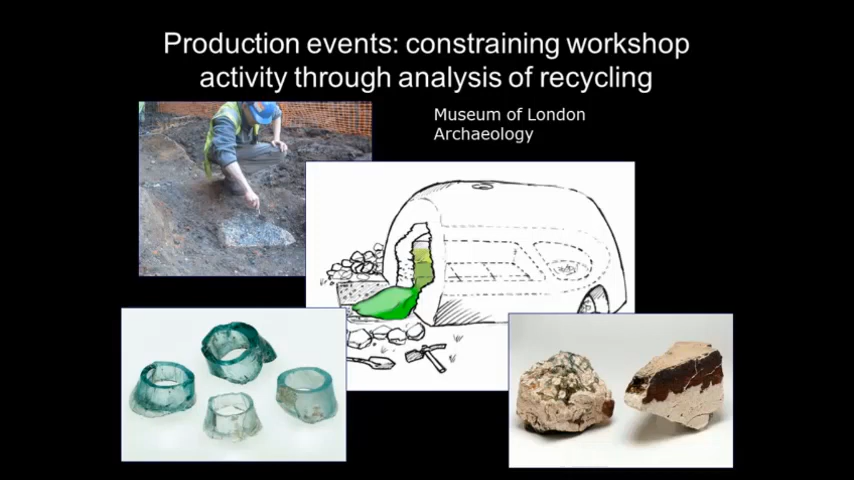 Production events: constraining workshop
activity through analysis of recycling
Museum of London
Archaeology